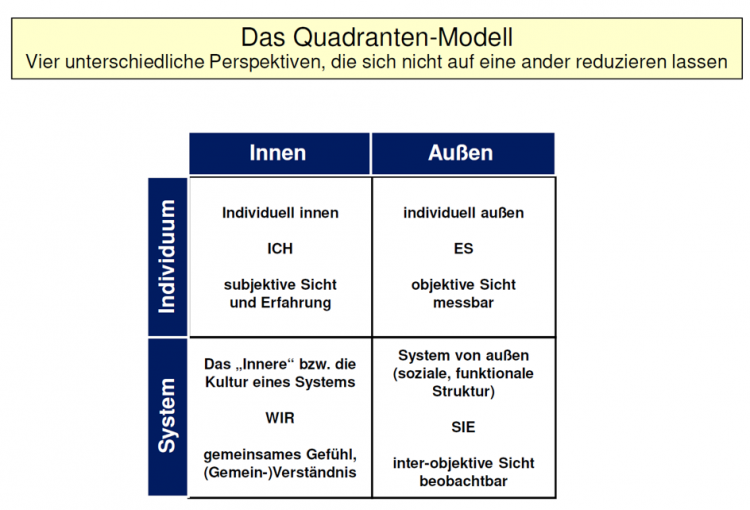 Das Quadranten-Modell
Vier unterschiedliche Perspektiven, die sich nicht auf eine ander reduzieren lassen
Innen
Außen
Individuum
Individuell innen
ICH
subjektive Sicht
und Erfahrung
individuell außen
ES
objektive Sicht
messbar
System
Das „Innere“ bzw. die
Kultur eines Systems
WIR
gemeinsames Gefühl,
(Gemein-)Verständnis
System von außen
(soziale, funktionale
Struktur)
SIE
inter-objektive Sicht
beobachtbar